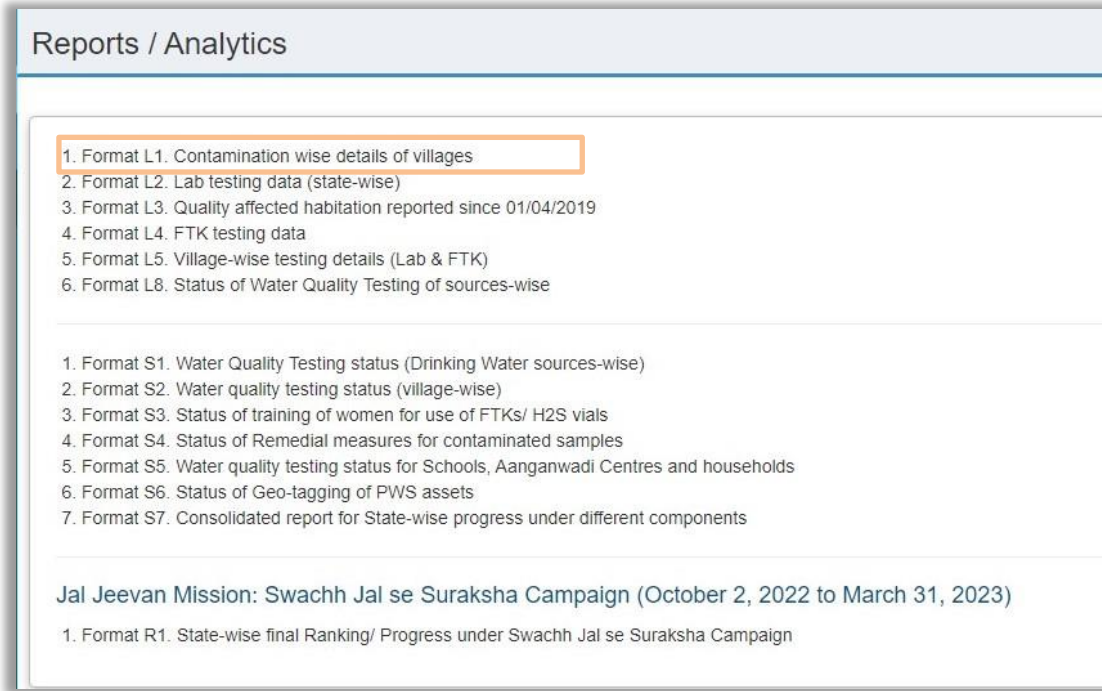 Reports / Analytics
1. Format L1. Contamination wise details of villages
2. Format L2. Lab testing data (state-wise)
3. Format L3. Quality affected habitation reported since 01/04/2019
4. Format L4. FTK testing data
5. Format L5. Village-wise testing details (Lab & FTK)
6. Format L8. Status of Water Quality Testing of sources-wise
1. Format S1. Water Quality Testing status (Drinking Water sources-wise)
2. Format S2. Water quality testing status (village-wise)
3. Format S3. Status of training of women for use of FTKs/ H2S vials
4. Format S4. Status of Remedial measures for contaminated samples
5. Format S5. Water quality testing status for Schools, Aanganwadi Centres and households
6. Format S6. Status of Geo-tagging of PWS assets
7. Format S7. Consolidated report for State-wise progress under different components
Jal Jeevan Mission: Swachh Jal se Suraksha Campaign (October 2, 2022 to March 31, 2023)
1. Format R1. State-wise final Ranking/ Progress under Swachh Jal se Suraksha Campaign